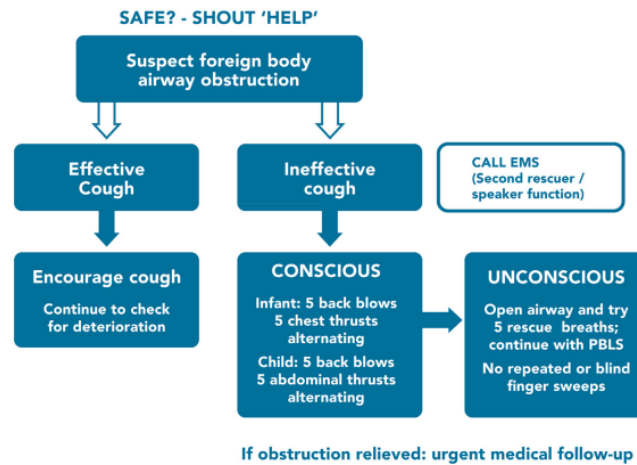 SAFE? - SHOUT 'HELP'
Suspect foreign body
airway obstruction
Effective
Cough
Ineffective
cough
CALL EMS
(Second rescuer /
speaker function)
Encourage cough
Continue to check
for deterioration
CONSCIOUS
Infant: 5 back blows
5 chest thrusts
alternating
Child: 5 back blows
5 abdominal thrusts
alternating
UNCONSCIOUS
Open airway and try
5 rescue breaths;
continue with PBLS
No repeated or blind
finger sweeps
If obstruction relieved: urgent medical follow-up